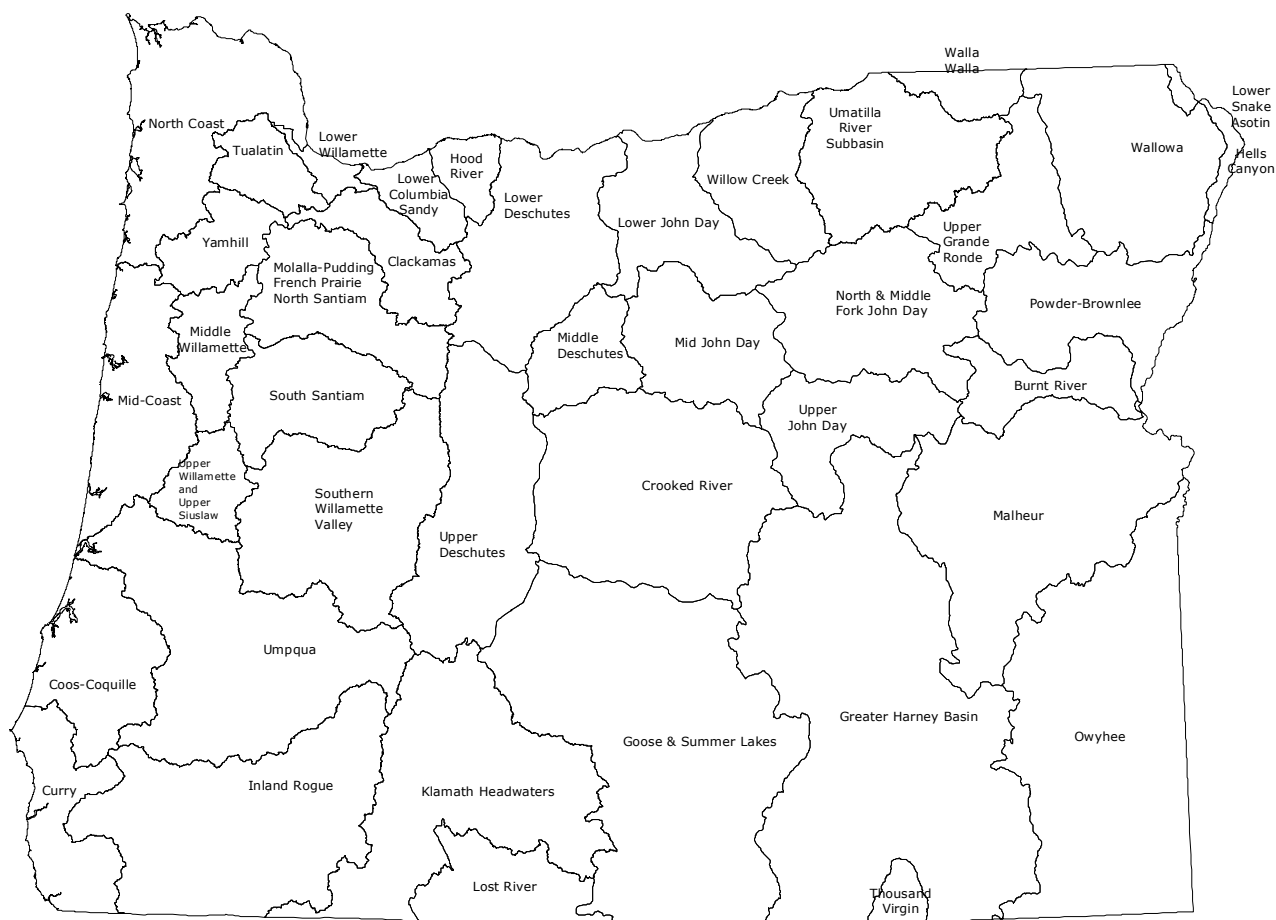 Walla
Walla
Lower
Snake
Asotin
North Coast
Umatilla
River
Subbasin
Lower
Willamette
Tualatin
Wallowa
Hells
Canyon
Hood
River
Willow Creek
Lower
Columbia
Sandy
Lower
Deschutes
Lower John Day
Yamhill
Clackamas
Upper
Grande
Ronde
Molalla-Pudding
French Prairie
North Santiam
North & Middle
Fork John Day
Powder-Brownlee
Middle
Willamette
Middle
Deschutes
Mid John Day
Burnt River
Mid-Coast
South Santiam
Upper
John Day
Upper
Willamette
and
Upper
Siuslaw
Southern
Willamette
Valley
Crooked River
Malheur
Upper
Deschutes
Umpqua
Coos-Coquille
Greater Harney Basin
Goose & Summer Lakes
Owyhee
Curry
Inland Rogue
Klamath Headwaters
Lost River
Thousand
Virgin